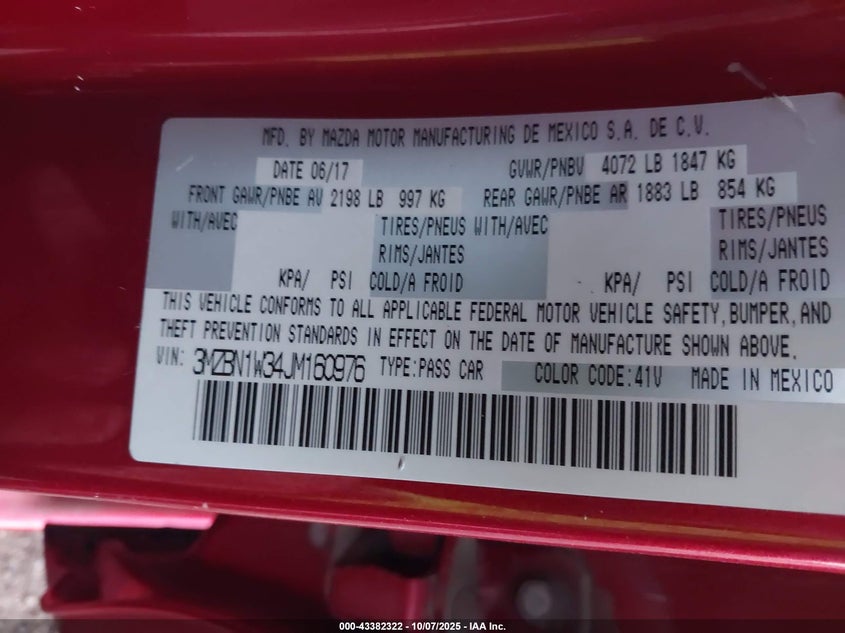 MFD. BY MAZDA MOTOR MANUFACTURING DE MEXICO S.A. DE C.V.
DATE 06/17 GVWR/PNBV 4072 LB 1847 KG
FRONT GAWR/PNBE AV 2198 LB 997 KG REAR GAWR/PNBE AR 1883 LB 854 KG
WITH/AVEC TIRES/PNEUS WITH/AVEC TIRES/PNEUS
RIMS/JANTES RIMS/JANTES
KPA/ PSI COLD/A FROID KPA/ PSI COLD/A FROID
THIS VEHICLE CONFORMS TO ALL APPLICABLE FEDERAL MOTOR VEHICLE SAFETY, BUMPER, AND
THEFT PREVENTION STANDARDS IN EFFECT ON THE DATE OF MANUFACTURE SHOWN ABOVE.
VIN: 3MZBN1W34JM160976 TYPE:PASS CAR COLOR CODE:41V MADE IN MEXICO
000-43382322 - 10/07/2025 - IAA Inc.